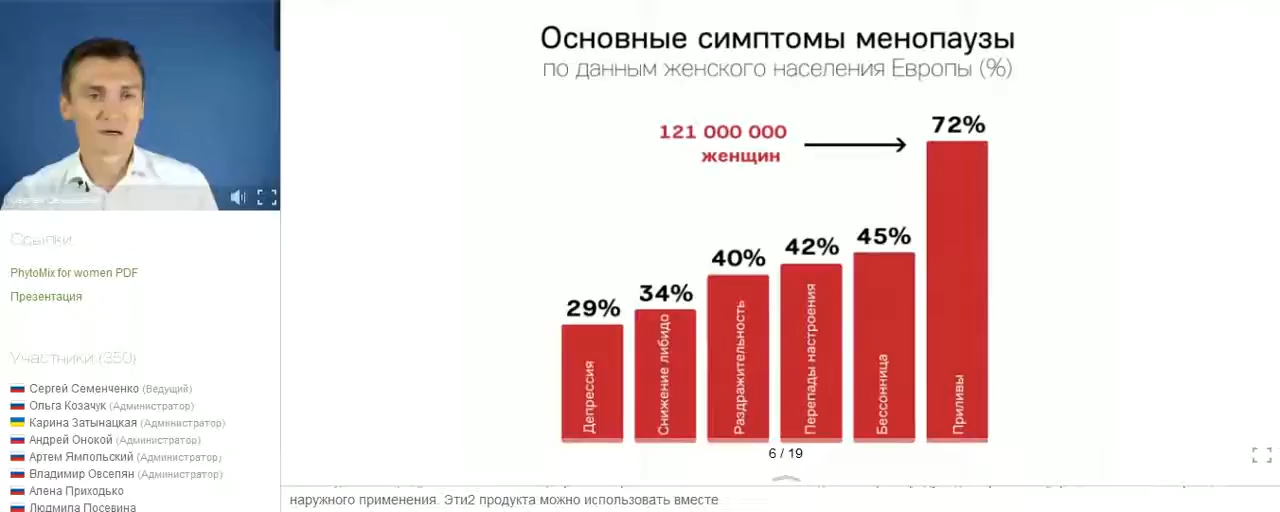 Основные симптомы менопаузы
по данным женского населения Европы (%)
121 000 000
женщин
72%
45%
42%
40%
34%
29%
Депрессия
Снижение либидо
Раздражительность
Перепады настроения
Бессонница
Приливы
6 / 19
Ссылки
PhytoMix for women PDF
Презентация
Участники (350)
Сергей Семенченко (Ведущий)
Ольга Козачук (Администратор)
Карина Затынацкая (Администратор)
Андрей Онокой (Администратор)
Артем Ямпольский (Администратор)
Владимир Овсепян (Администратор)
Алена Приходько
Людмила Посевина
наружного применения. Эти2 продукта можно использовать вместе